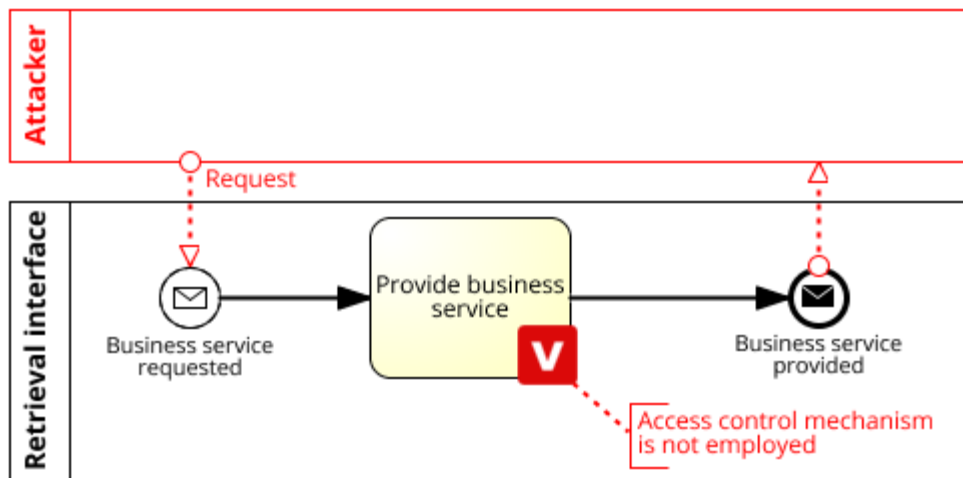 Attacker
Request
Retrieval interface
Business service
requested
Provide business
service
V
Business service
provided
Access control mechanism
is not employed